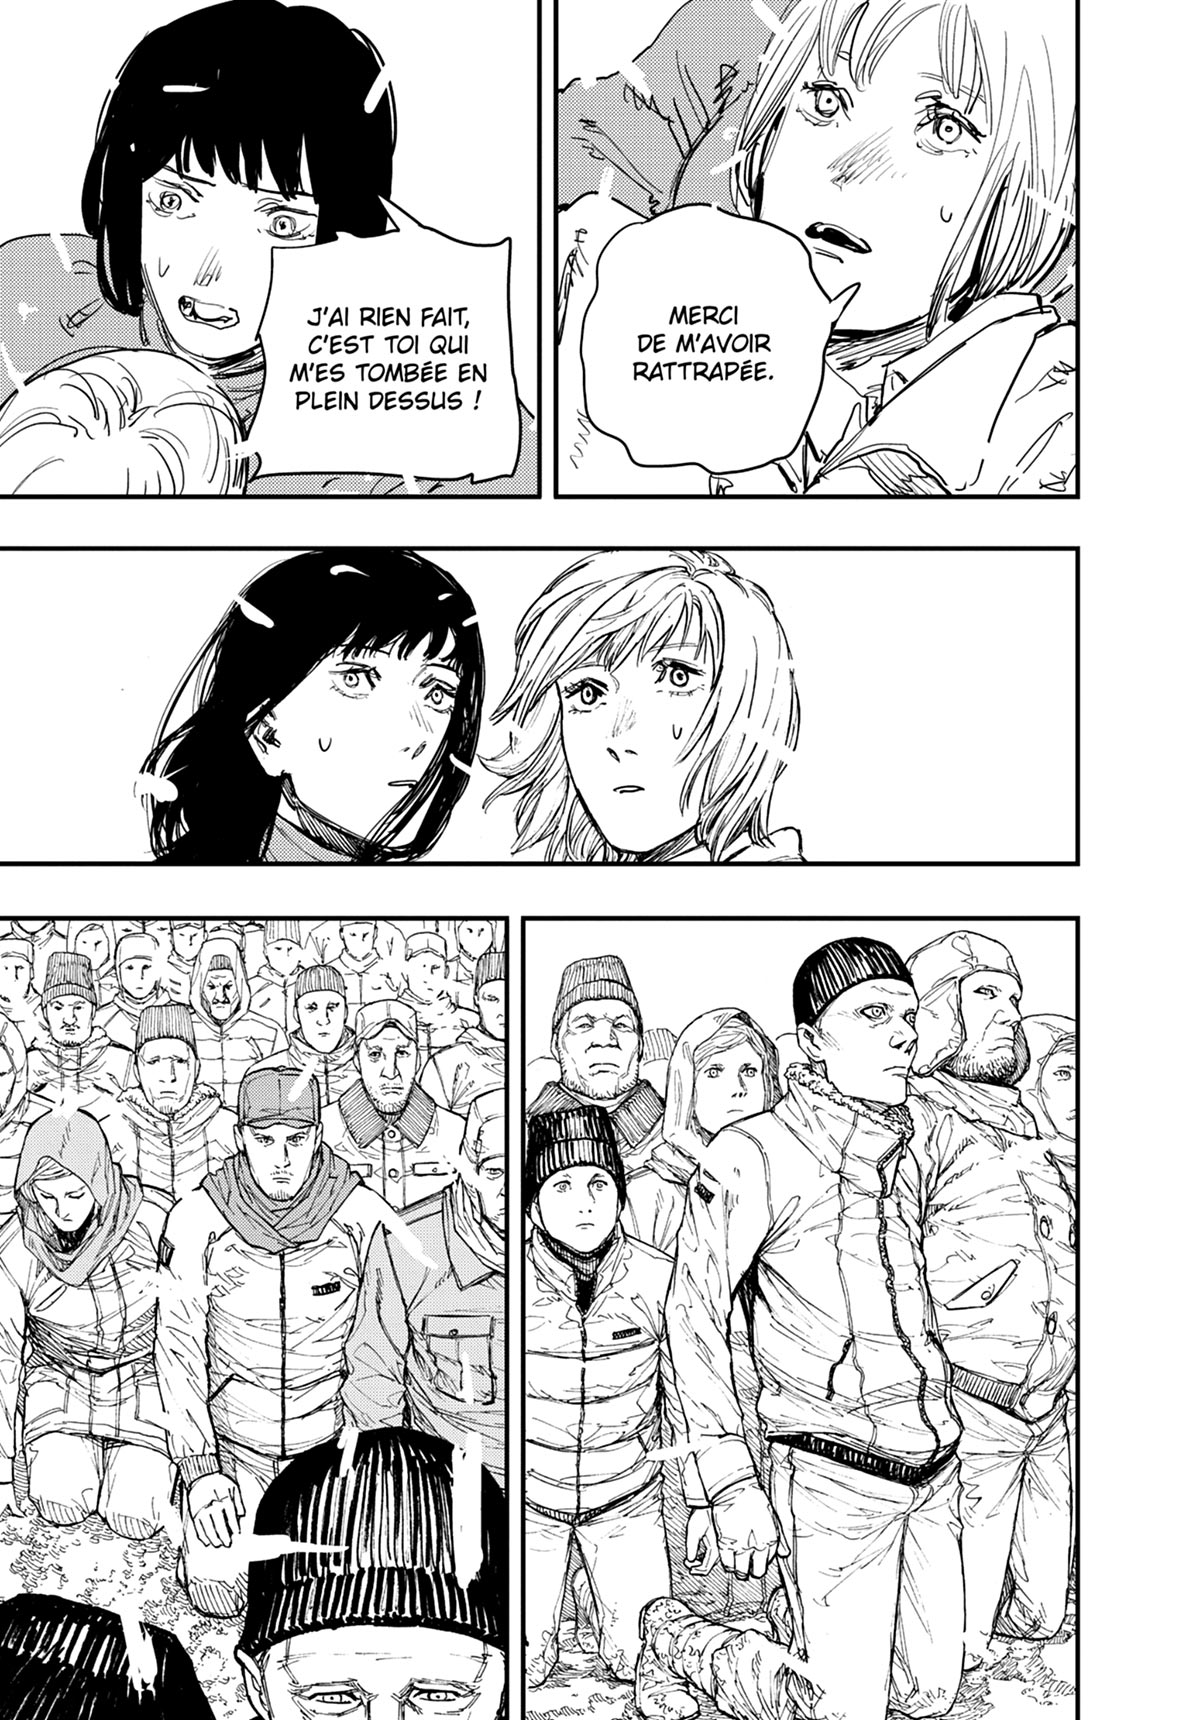 MERCI
DE M'AVOIR
RATTRAPÉE.
J'AI RIEN FAIT,
C'EST TOI QUI
M'ES TOMBÉE EN
PLEIN DESSUS !